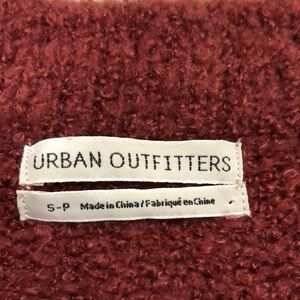 URBAN OUTFITTERS
S-P Made in China / Fabriqué en Chine